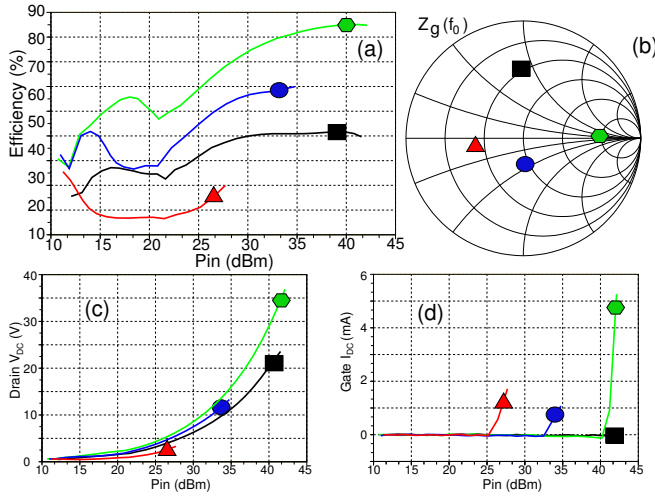 90
80
70
60
50
40
30
20
10
Efficiency (%)
(a)
10 15 20 25 30 35 40 45
Pin (dBm)
Zg(f0)
(b)
40
30
20
10
0
Drain VDC (V)
(c)
10 15 20 25 30 35 40 45
Pin (dBm)
6
4
2
0
Gate IDC (mA)
(d)
10 15 20 25 30 35 40 45
Pin (dBm)